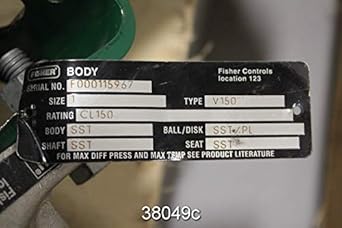 FISHER BODY Fisher Controls
SERIAL NO. F000115967 location 123
SIZE 1 TYPE V150
RATING CL150
BODY SST BALL/DISK SST/PL
SHAFT SST SEAT SST
FOR MAX DIFF PRESS AND MAX TEMP SEE PRODUCT LITERATURE
38049c